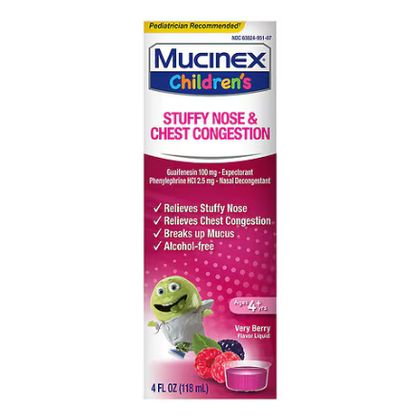 Pediatrician Recommended†
NDC 63824-951-07
MUCINEX®
Children's
STUFFY NOSE &
CHEST CONGESTION
Guaifenesin 100 mg - Expectorant
Phenylephrine HCl 2.5 mg - Nasal Decongestant
✓ Relieves Stuffy Nose
✓ Relieves Chest Congestion
✓ Breaks up Mucus
✓ Alcohol-free
Ages 4+ yrs
Very Berry
Flavor Liquid
4 FL OZ (118 mL)